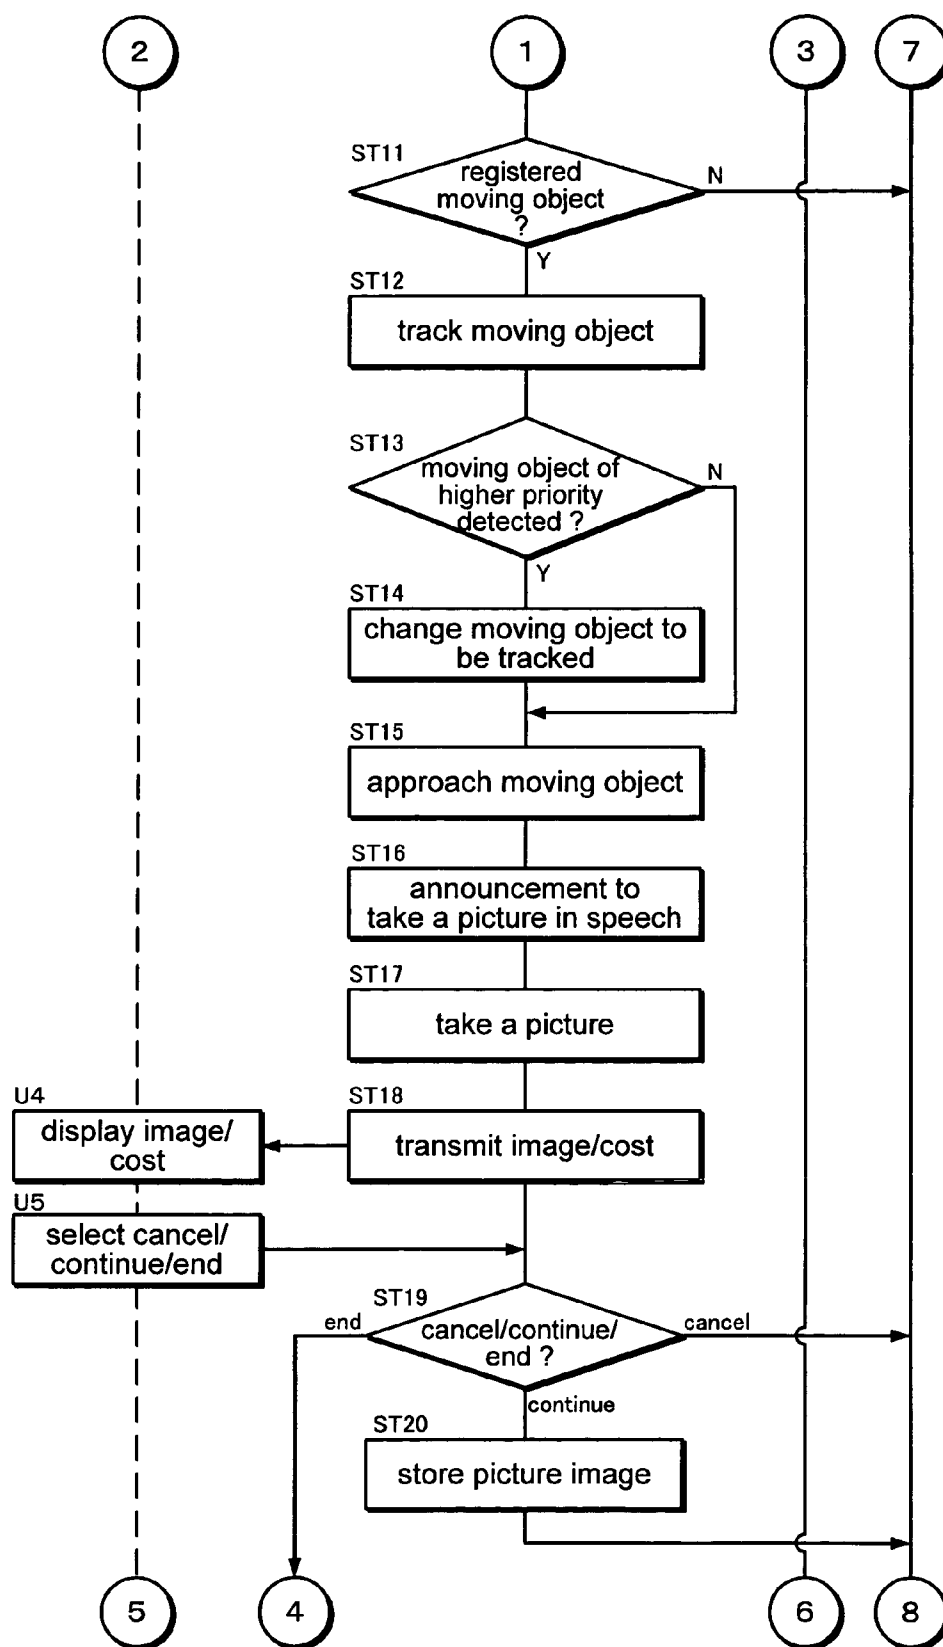 2
1
3
7
ST11
registered
moving object
?
N
Y
ST12
track moving object
ST13
moving object of
higher priority
detected ?
N
Y
ST14
change moving object to
be tracked
ST15
approach moving object
ST16
announcement to
take a picture in speech
ST17
take a picture
U4
display image/
cost
ST18
transmit image/cost
U5
select cancel/
continue/end
ST19
cancel/continue/
end ?
end
cancel
continue
ST20
store picture image
5
4
6
8